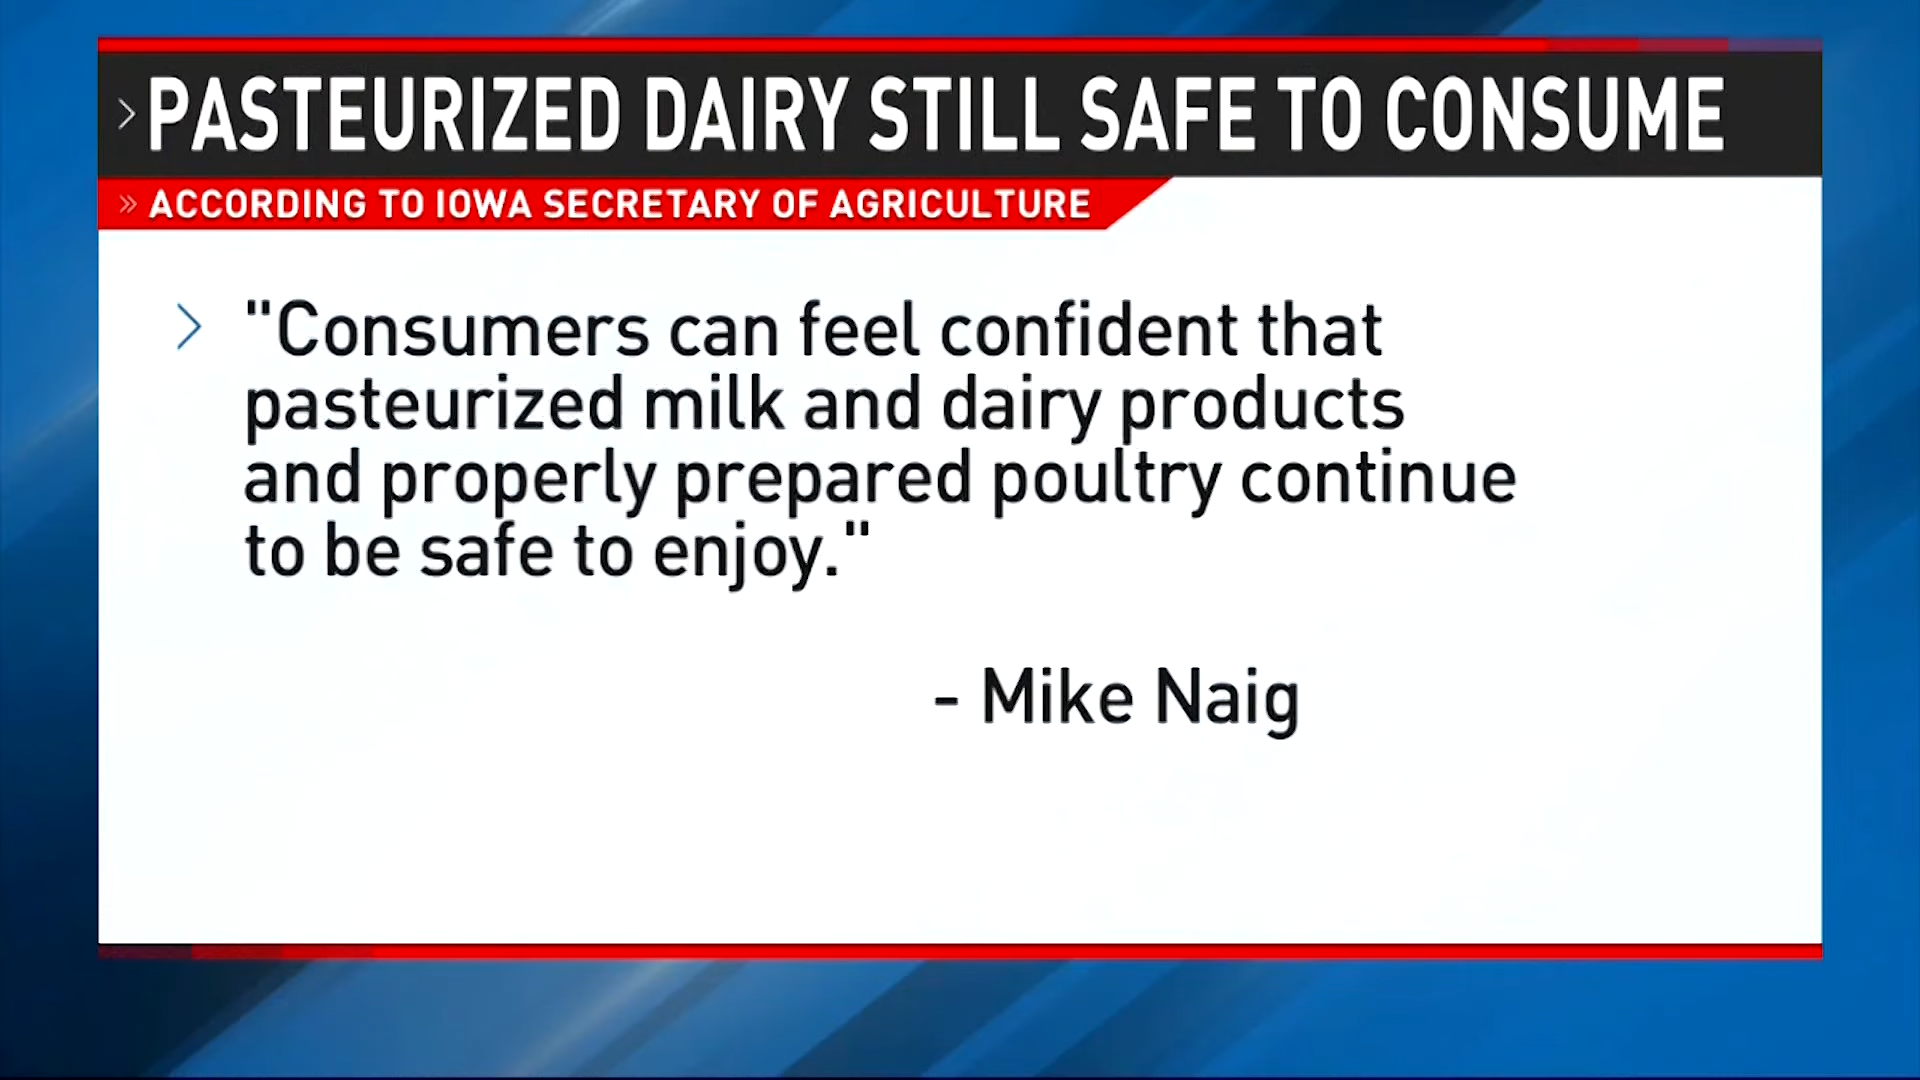 PASTEURIZED DAIRY STILL SAFE TO CONSUME
ACCORDING TO IOWA SECRETARY OF AGRICULTURE
"Consumers can feel confident that
pasteurized milk and dairy products
and properly prepared poultry continue
to be safe to enjoy."
- Mike Naig